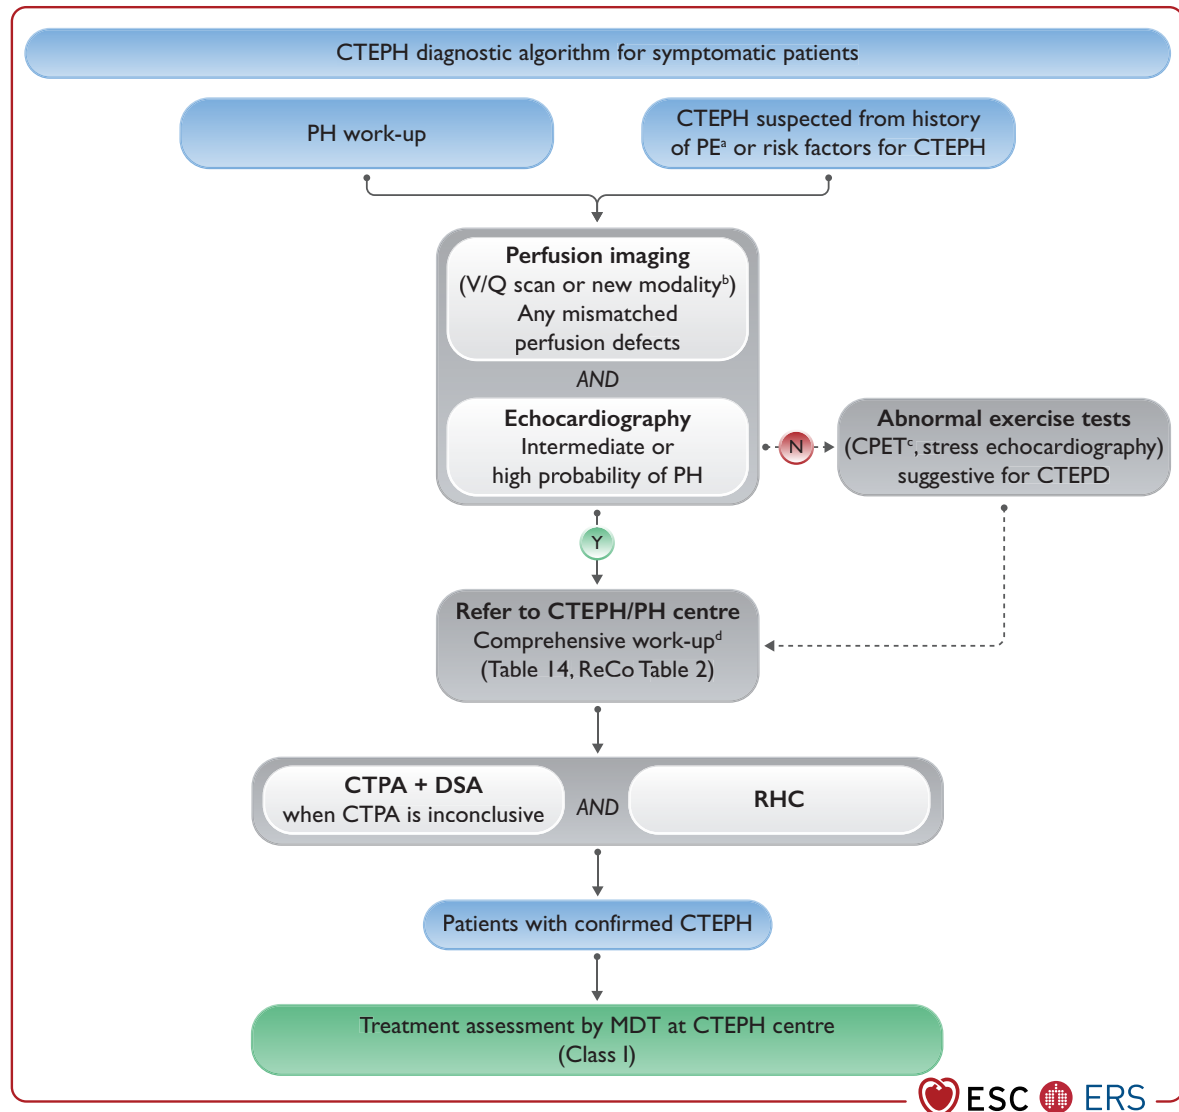 CTEPH diagnostic algorithm for symptomatic patients
PH work-up
CTEPH suspected from history
of PEᵃ or risk factors for CTEPH
Perfusion imaging
(V/Q scan or new modalityᵇ)
Any mismatched
perfusion defects
AND
Echocardiography
Intermediate or
high probability of PH
N
Abnormal exercise tests
(CPETᶜ, stress echocardiography)
suggestive for CTEPD
Y
Refer to CTEPH/PH centre
Comprehensive work-upᵈ
(Table 14, ReCo Table 2)
CTPA + DSA
when CTPA is inconclusive
AND
RHC
Patients with confirmed CTEPH
Treatment assessment by MDT at CTEPH centre
(Class I)
ESC ERS